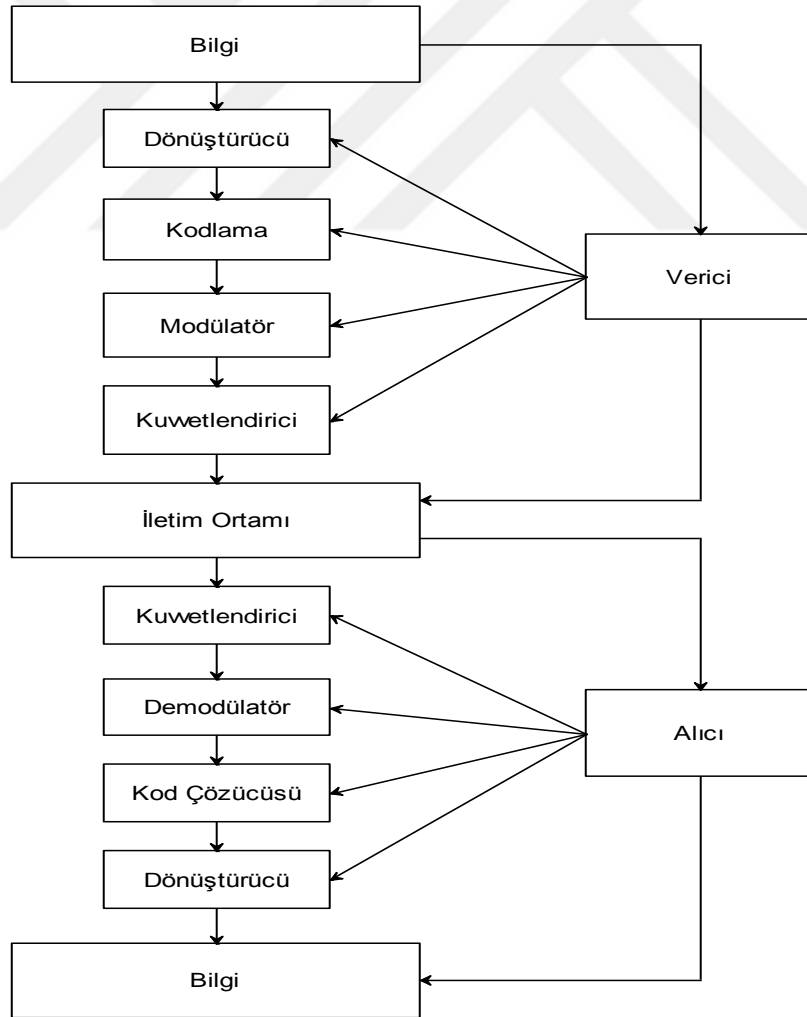 Bilgi
Dönüştürücü
Kodlama
Verici
Modülatör
Kuvvetlendirici
İletim Ortamı
Kuvvetlendirici
Demodülatör
Alıcı
Kod Çözücüsü
Dönüştürücü
Bilgi